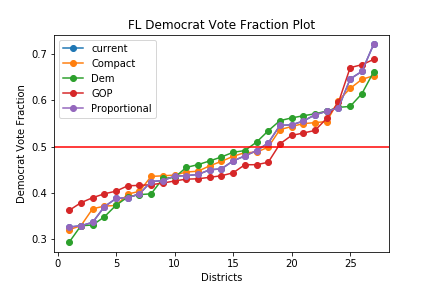 FL Democrat Vote Fraction Plot
current
Compact
Dem
GOP
Proportional
Democrat Vote Fraction
0.7
0.6
0.5
0.4
0.3
0
5
10
15
20
25
Districts